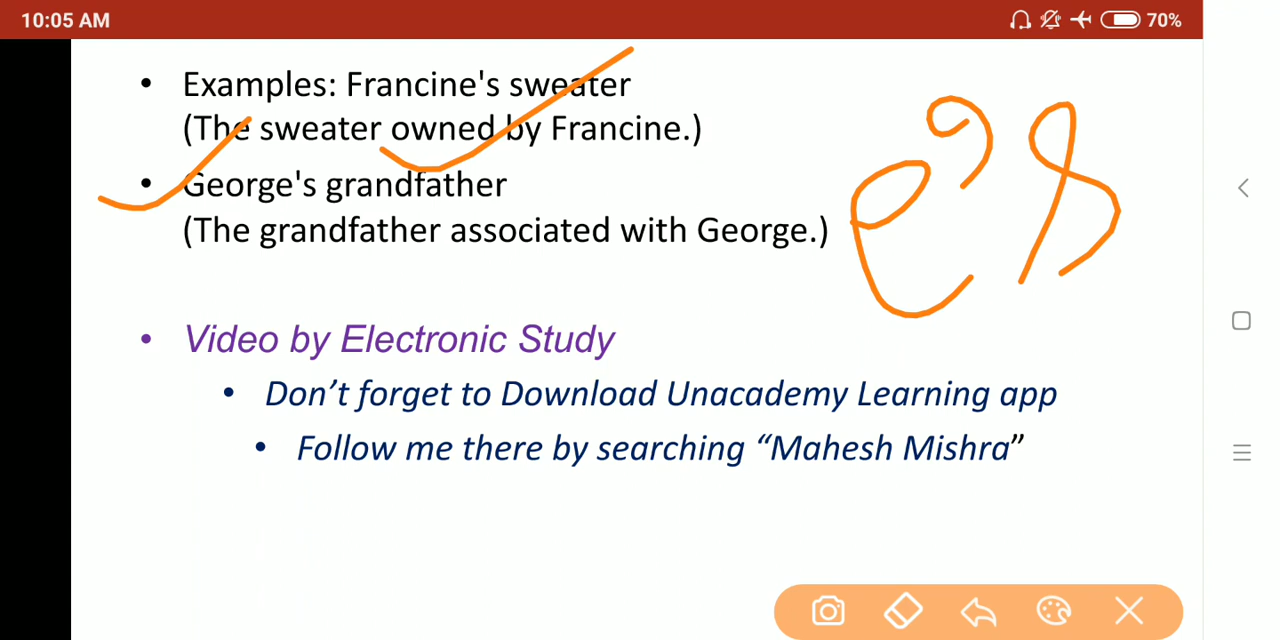 10:05 AM 70%
• Examples: Francine's sweater
(The sweater owned by Francine.)
• George's grandfather
(The grandfather associated with George.)
e's
• Video by Electronic Study
• Don’t forget to Download Unacademy Learning app
• Follow me there by searching “Mahesh Mishra”